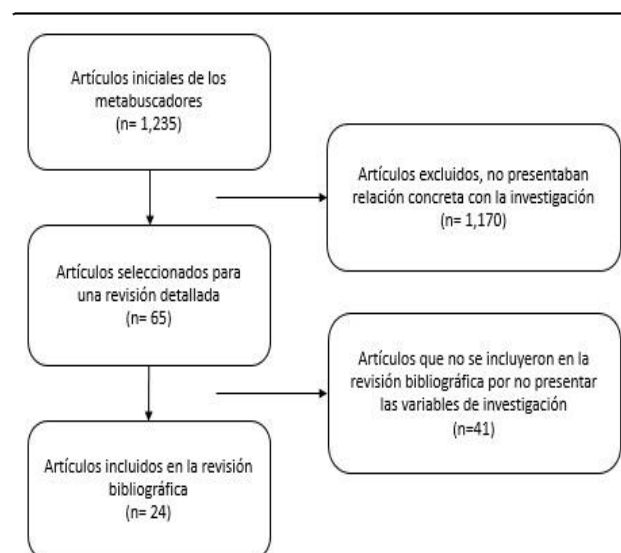 Artículos iniciales de los
metabuscadores
(n= 1,235)
Artículos excluidos, no presentaban
relación concreta con la investigación
(n= 1,170)
Artículos seleccionados para
una revisión detallada
(n= 65)
Artículos que no se incluyeron en la
revisión bibliográfica por no presentar
las variables de investigación
(n=41)
Artículos incluidos en la revisión
bibliográfica
(n= 24)